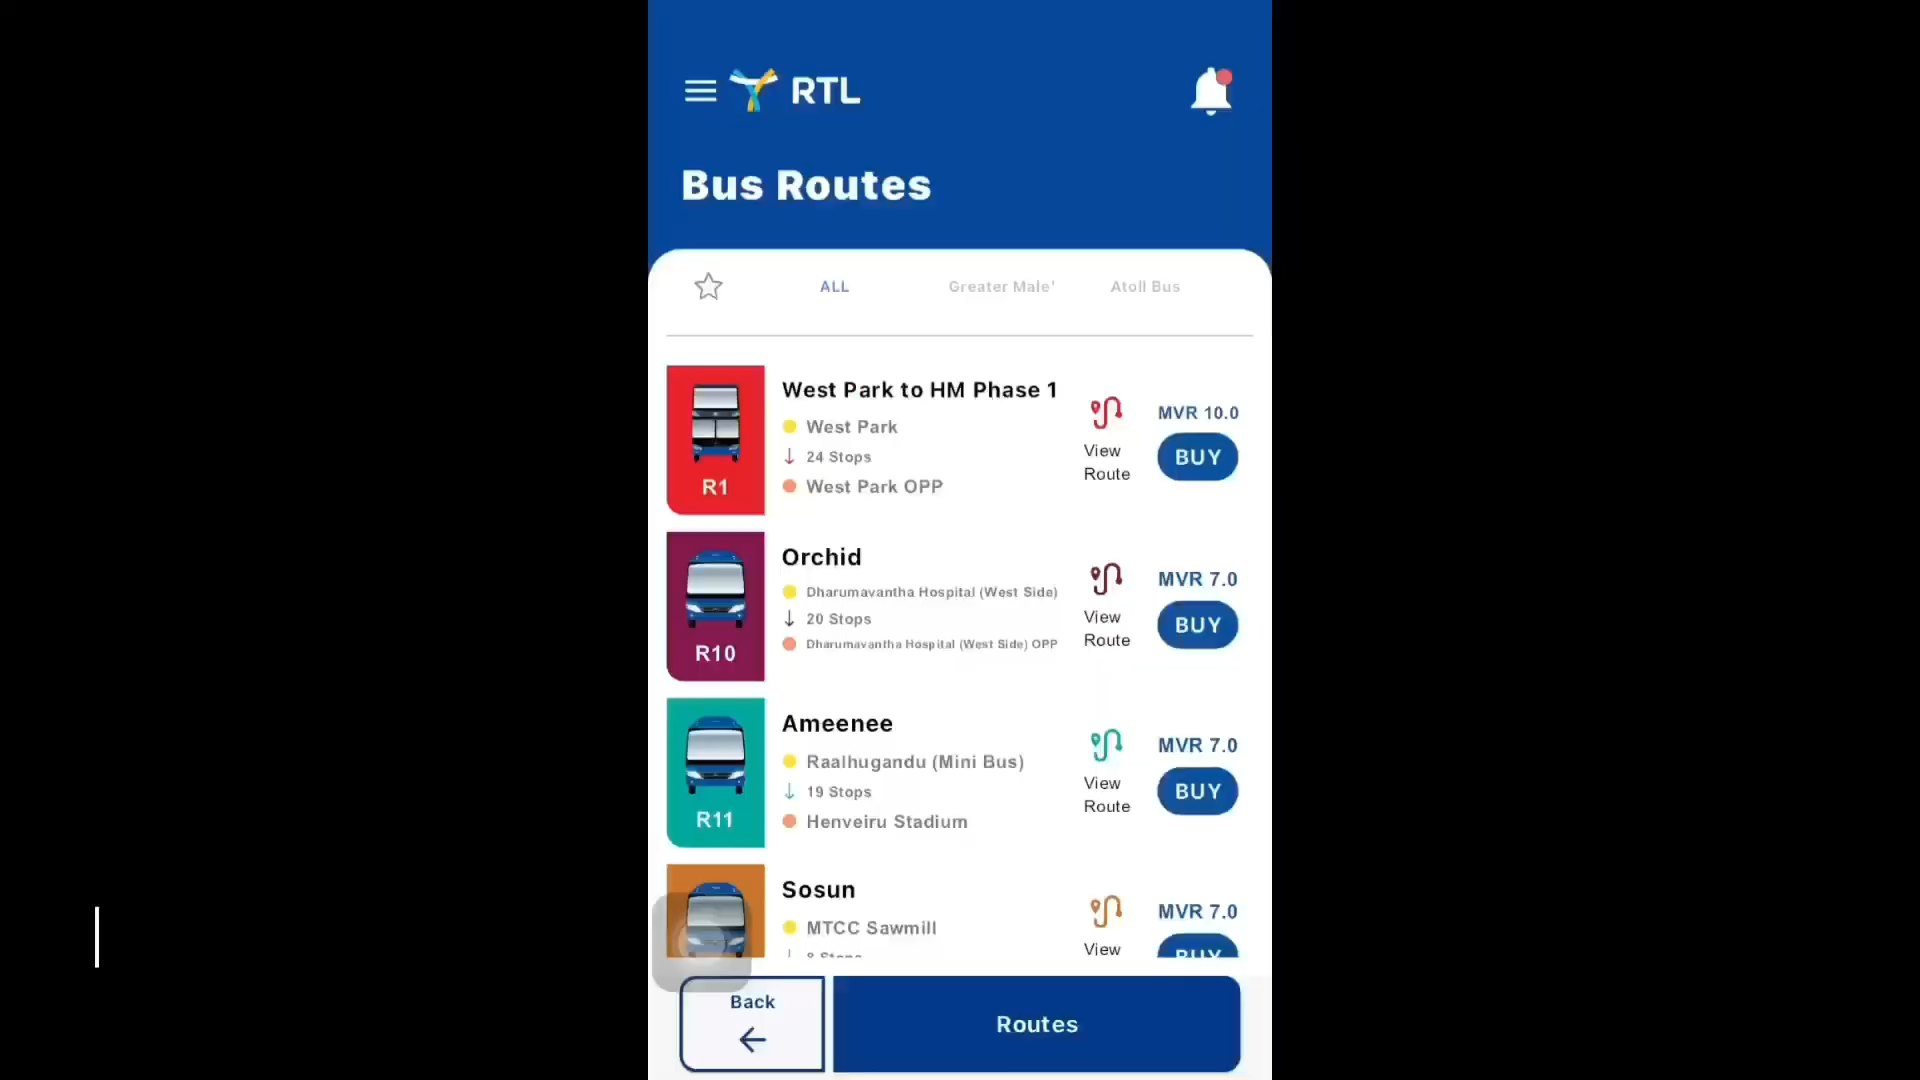 RTL
Bus Routes
ALL Greater Male' Atoll Bus
West Park to HM Phase 1
West Park
24 Stops
West Park OPP
R1
View
Route
MVR 10.0
BUY
Orchid
Dharumavantha Hospital (West Side)
20 Stops
Dharumavantha Hospital (West Side) OPP
R10
View
Route
MVR 7.0
BUY
Ameenee
Raalhugandu (Mini Bus)
19 Stops
Henveiru Stadium
R11
View
Route
MVR 7.0
BUY
Sosun
MTCC Sawmill
8 Stops
View
MVR 7.0
BUY
Back
Routes